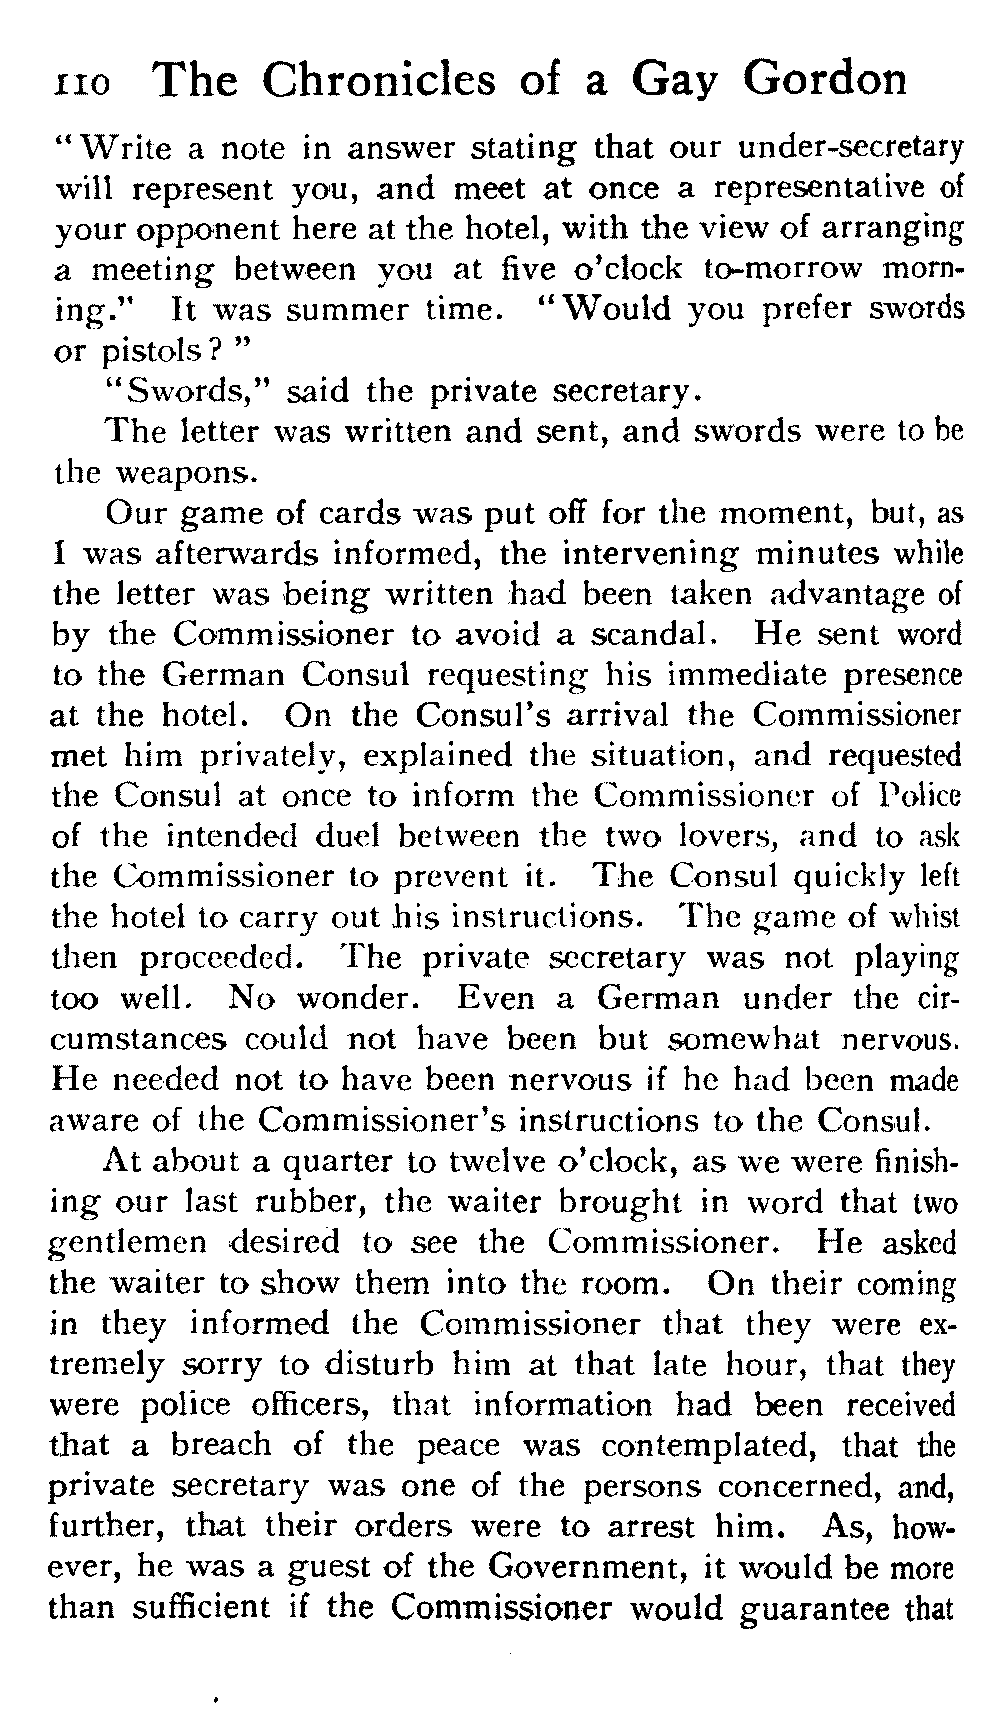 110 The Chronicles of a Gay Gordon
“Write a note in answer stating that our under-secretary
will represent you, and meet at once a representative of
your opponent here at the hotel, with the view of arranging
a meeting between you at five o’clock to-morrow morn-
ing.” It was summer time. “Would you prefer swords
or pistols?”
“Swords,” said the private secretary.
The letter was written and sent, and swords were to be
the weapons.
Our game of cards was put off for the moment, but, as
I was afterwards informed, the intervening minutes while
the letter was being written had been taken advantage of
by the Commissioner to avoid a scandal. He sent word
to the German Consul requesting his immediate presence
at the hotel. On the Consul’s arrival the Commissioner
met him privately, explained the situation, and requested
the Consul at once to inform the Commissioner of Police
of the intended duel between the two lovers, and to ask
the Commissioner to prevent it. The Consul quickly left
the hotel to carry out his instructions. The game of whist
then proceeded. The private secretary was not playing
too well. No wonder. Even a German under the cir-
cumstances could not have been but somewhat nervous.
He needed not to have been nervous if he had been made
aware of the Commissioner’s instructions to the Consul.
At about a quarter to twelve o’clock, as we were finish-
ing our last rubber, the waiter brought in word that two
gentlemen desired to see the Commissioner. He asked
the waiter to show them into the room. On their coming
in they informed the Commissioner that they were ex-
tremely sorry to disturb him at that late hour, that they
were police officers, that information had been received
that a breach of the peace was contemplated, that the
private secretary was one of the persons concerned, and,
further, that their orders were to arrest him. As, how-
ever, he was a guest of the Government, it would be more
than sufficient if the Commissioner would guarantee that